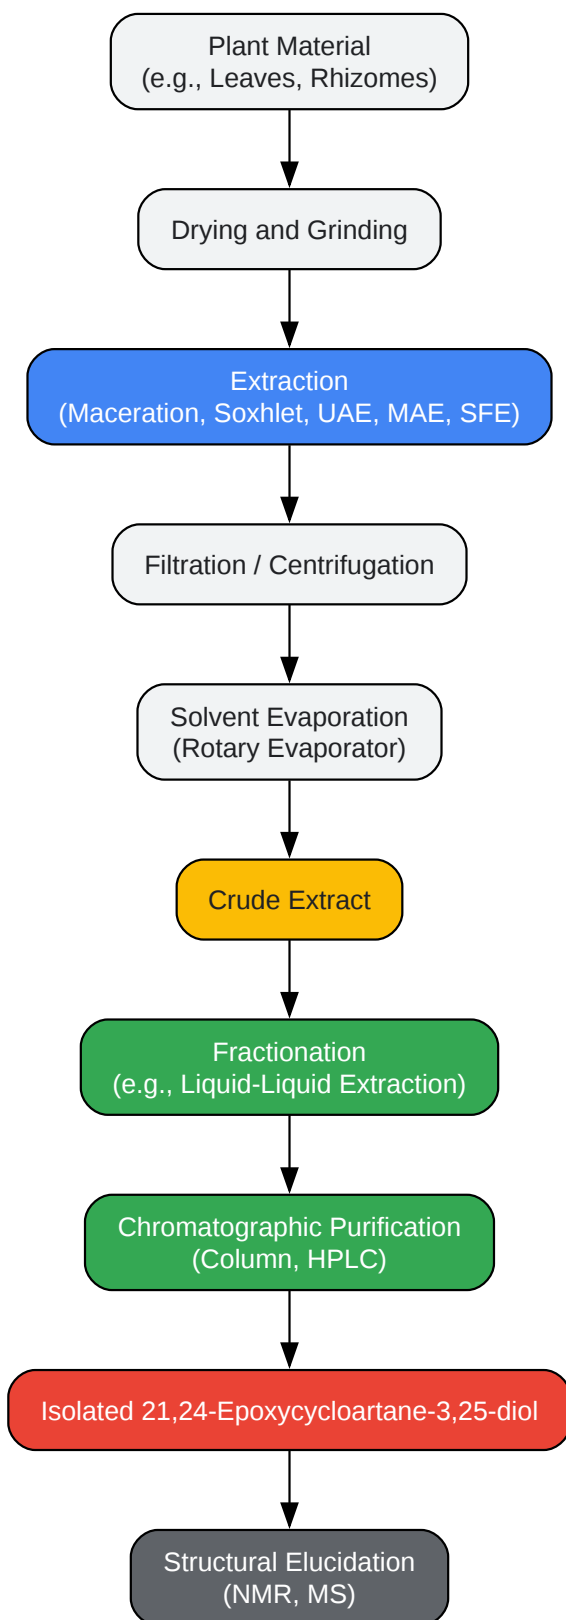 Plant Material
(e.g., Leaves, Rhizomes)
Drying and Grinding
Extraction
(Maceration, Soxhlet, UAE, MAE, SFE)
Filtration / Centrifugation
Solvent Evaporation
(Rotary Evaporator)
Crude Extract
Fractionation
(e.g., Liquid-Liquid Extraction)
Chromatographic Purification
(Column, HPLC)
Isolated 21,24-Epoxycycloartane-3,25-diol
Structural Elucidation
(NMR, MS)